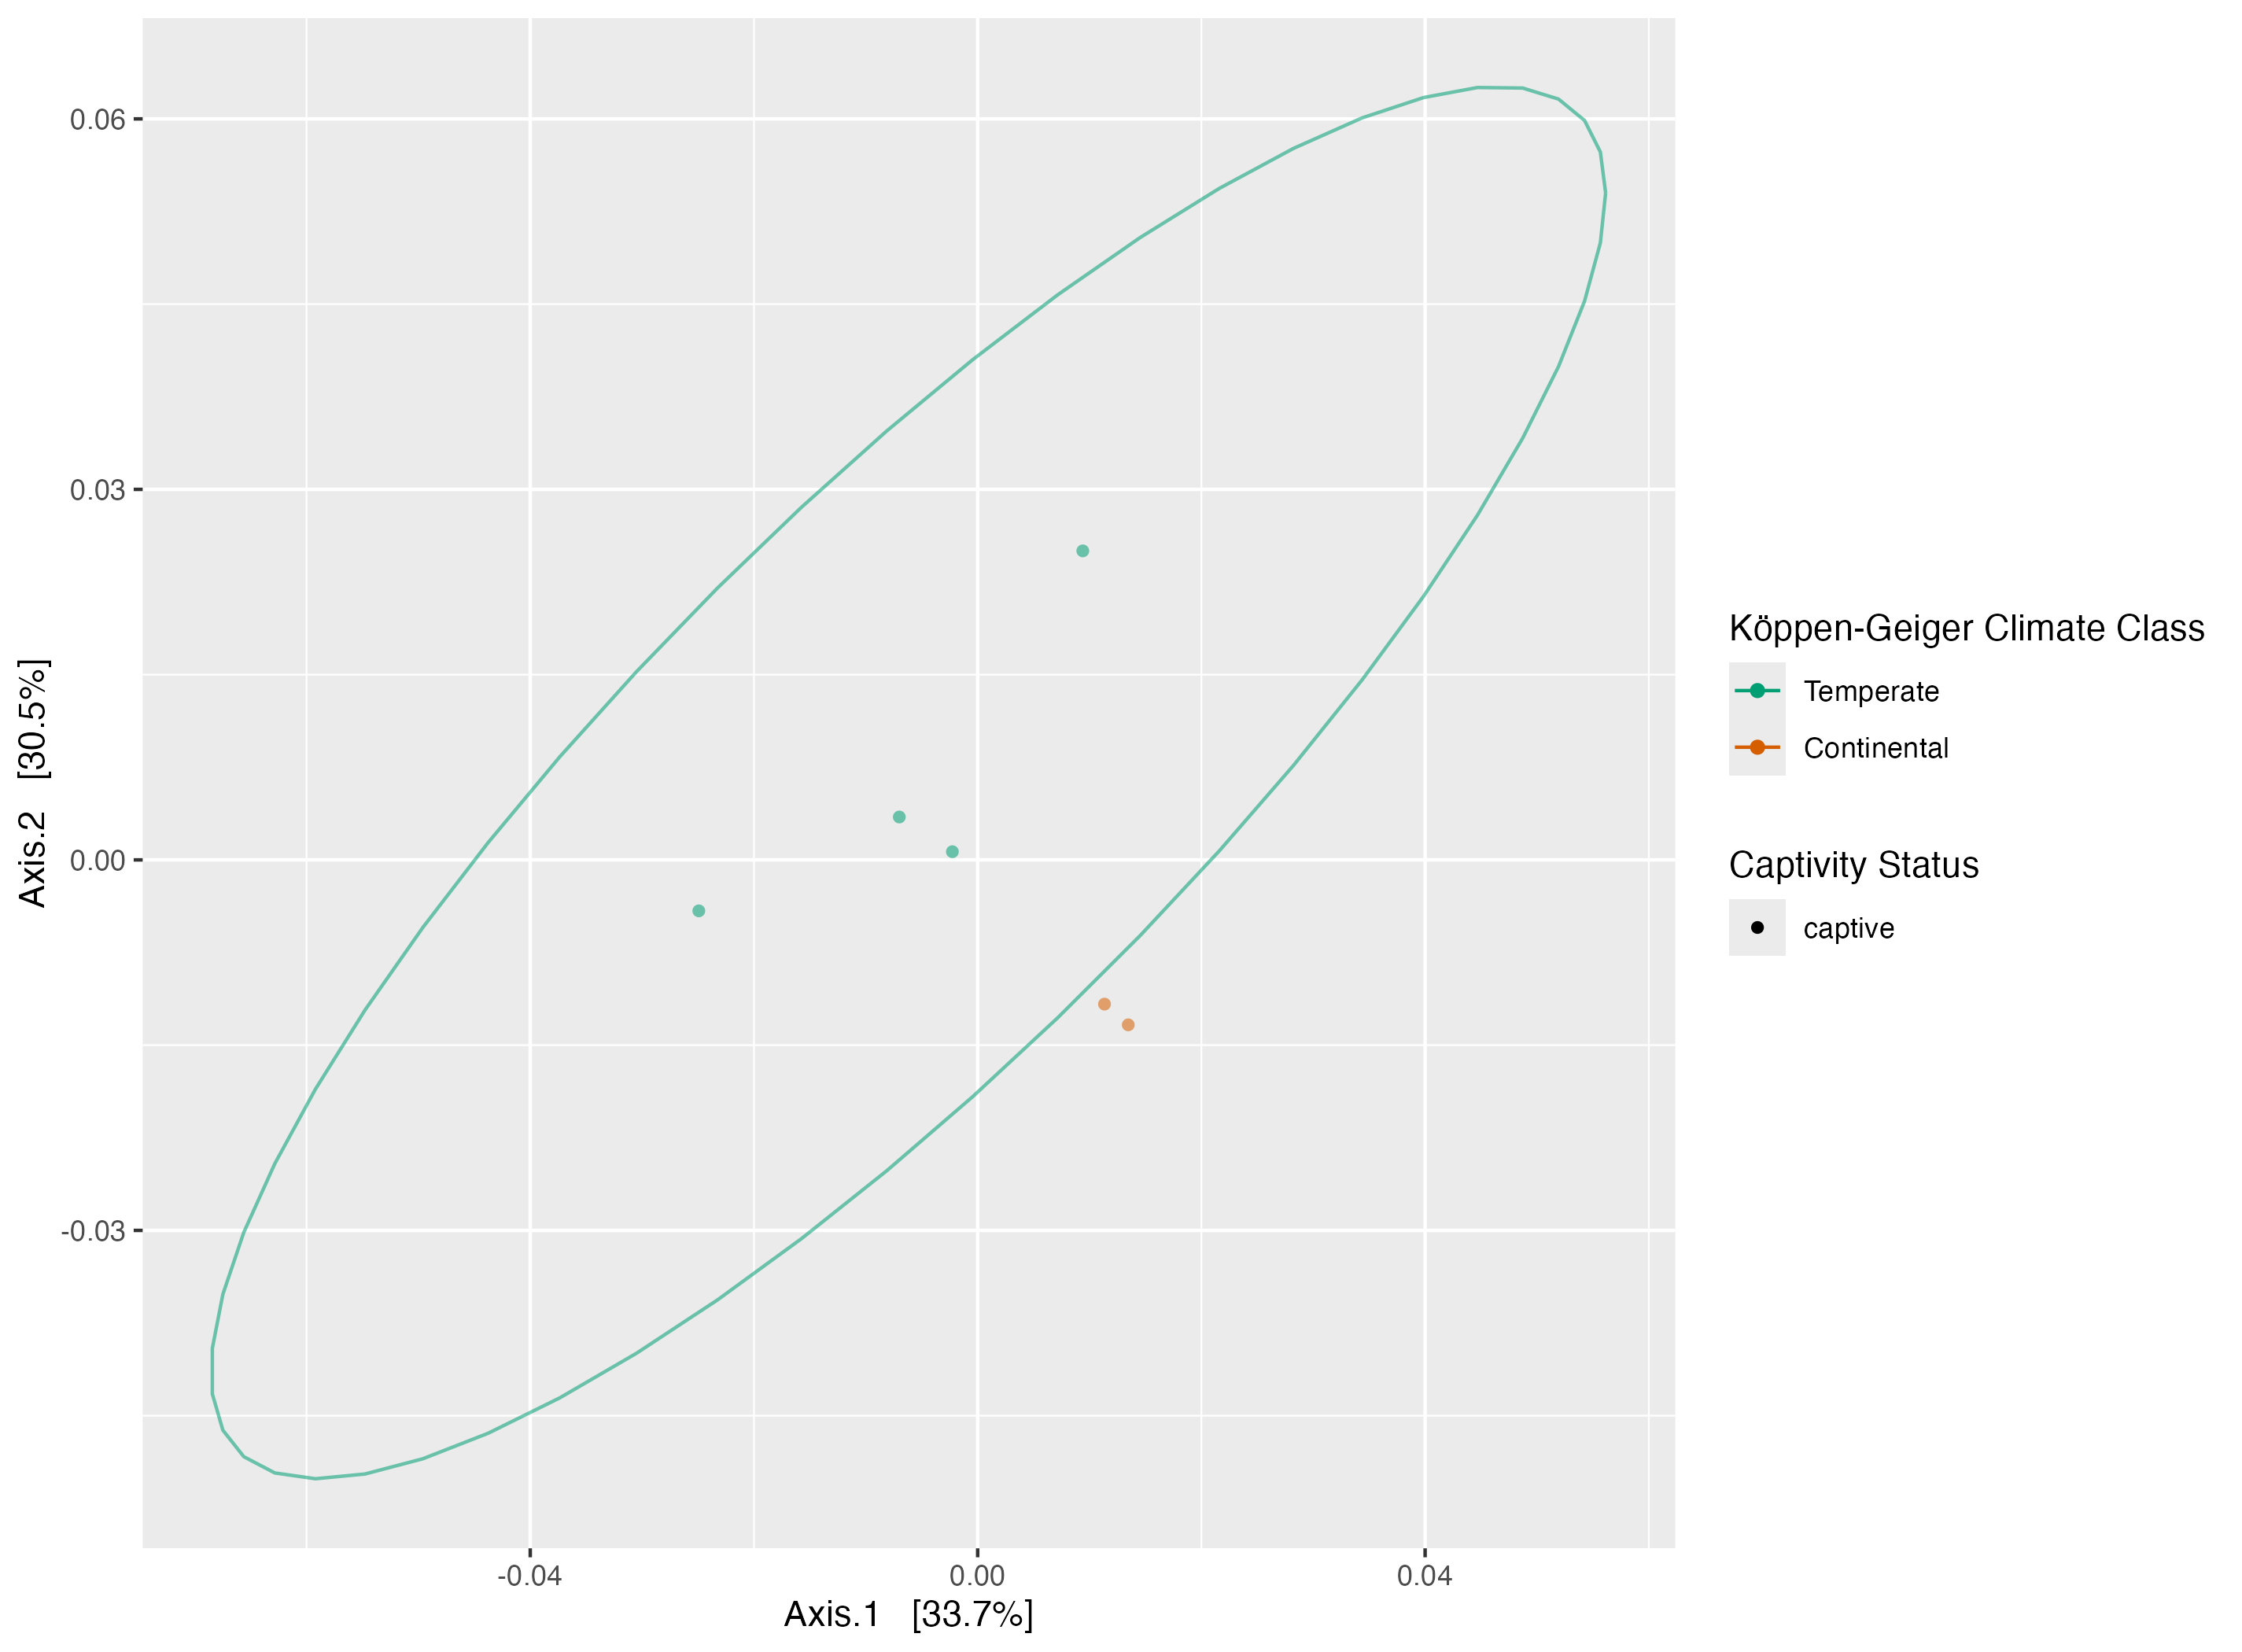 0.06
0.03
0.00
-0.03
Axis.2 [30.5%]
-0.04
0.00
0.04
Axis.1 [33.7%]
Köppen-Geiger Climate Class
Temperate
Continental
Captivity Status
captive